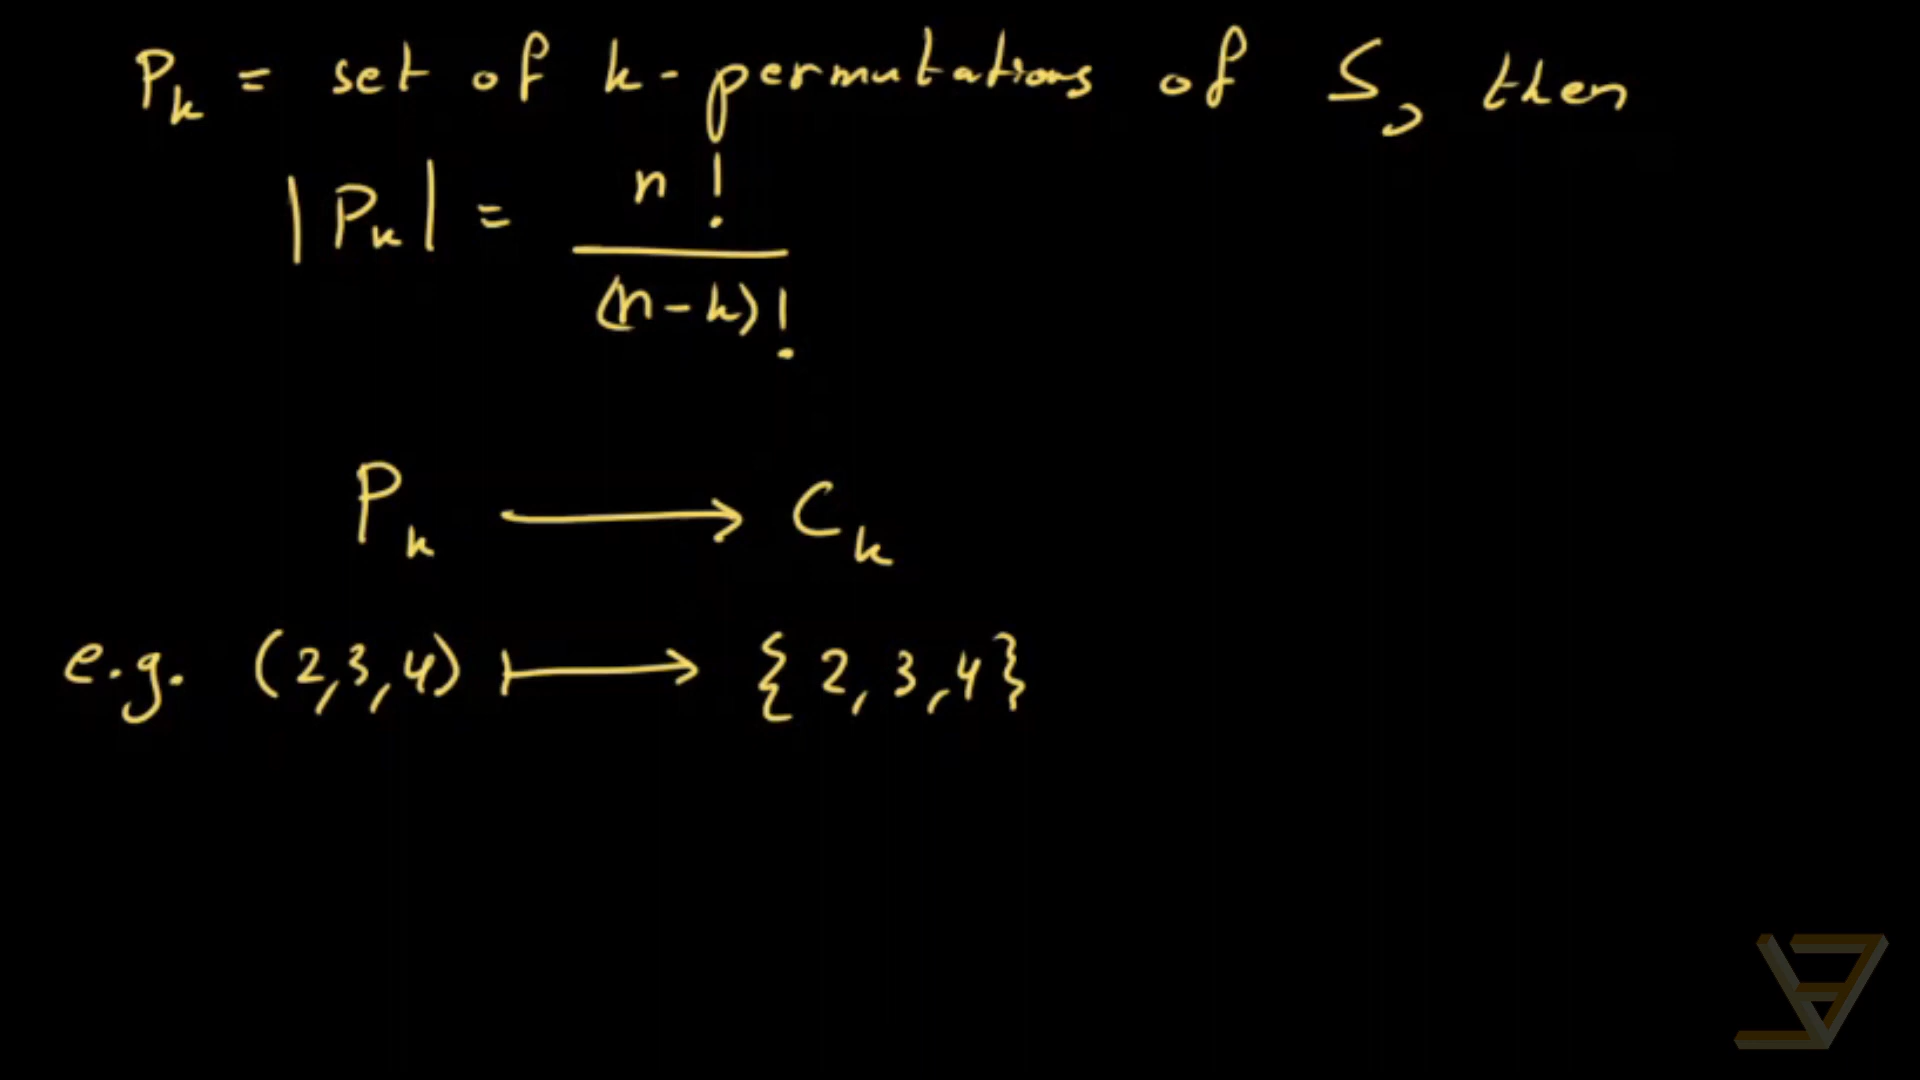 P_k = set of k-permutations of S, then
|P_k| = n! / (n-k)!
P_k ⟶ C_k
e.g. (2,3,4) ⟼ {2,3,4}